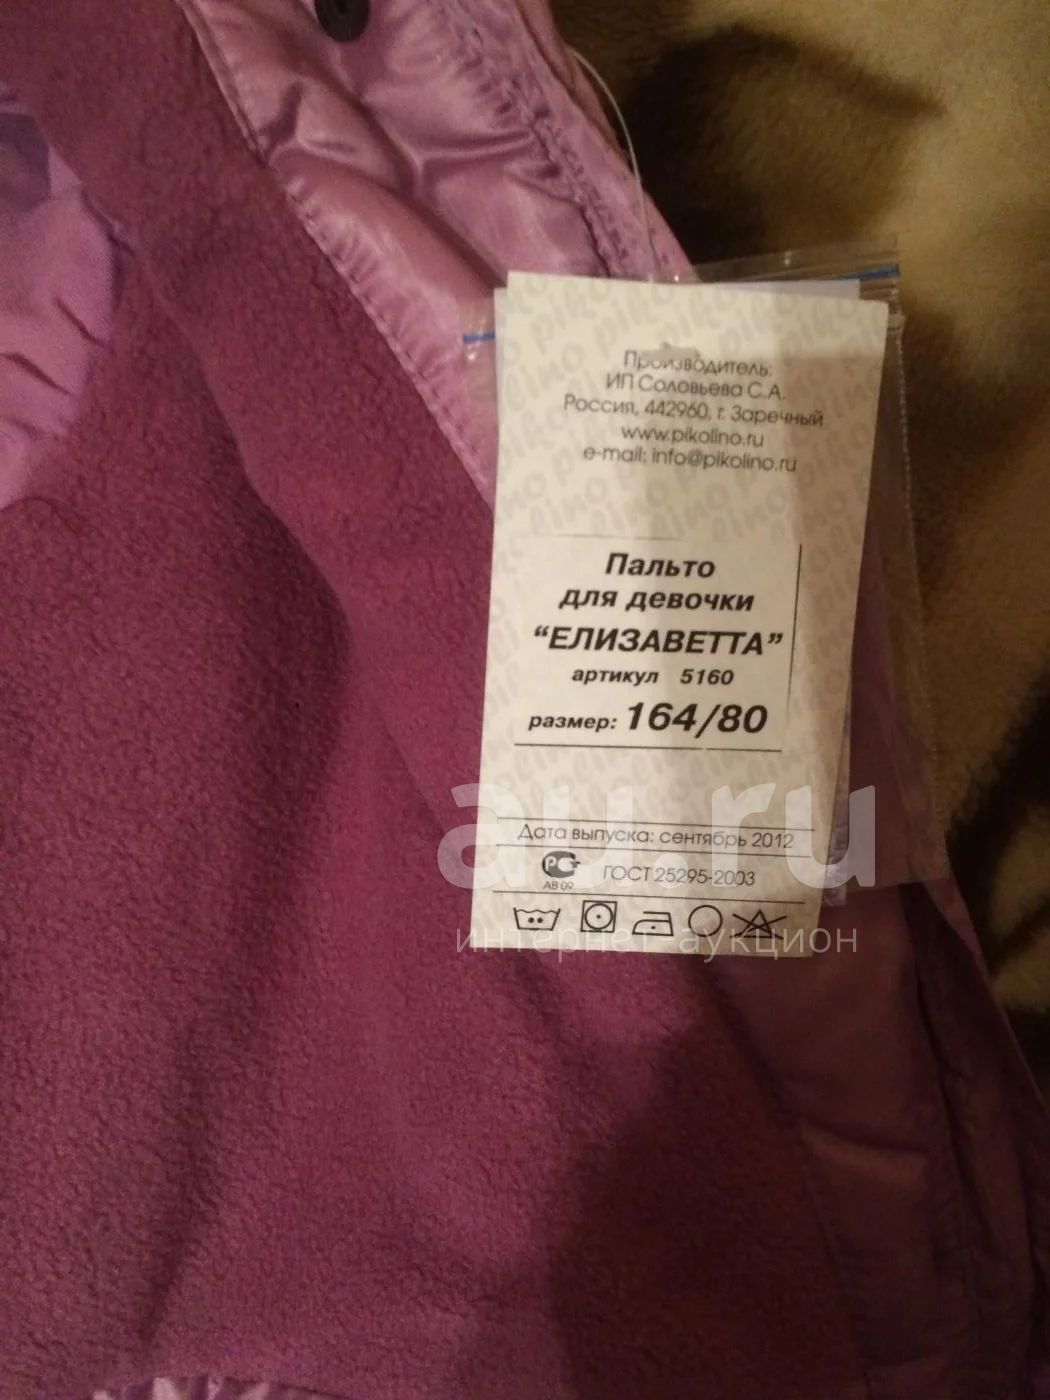 Производитель:
ИП Соловьева С.А.
Россия, 442960, г. Заречный
www.pikolino.ru
e-mail: info@pikolino.ru
Пальто
для девочки
“ЕЛИЗАВЕТТА”
артикул 5160
размер: 164/80
Дата выпуска: сентябрь 2012
РС
АВ 09
ГОСТ 25295-2003
au.ru
интернет-аукцион